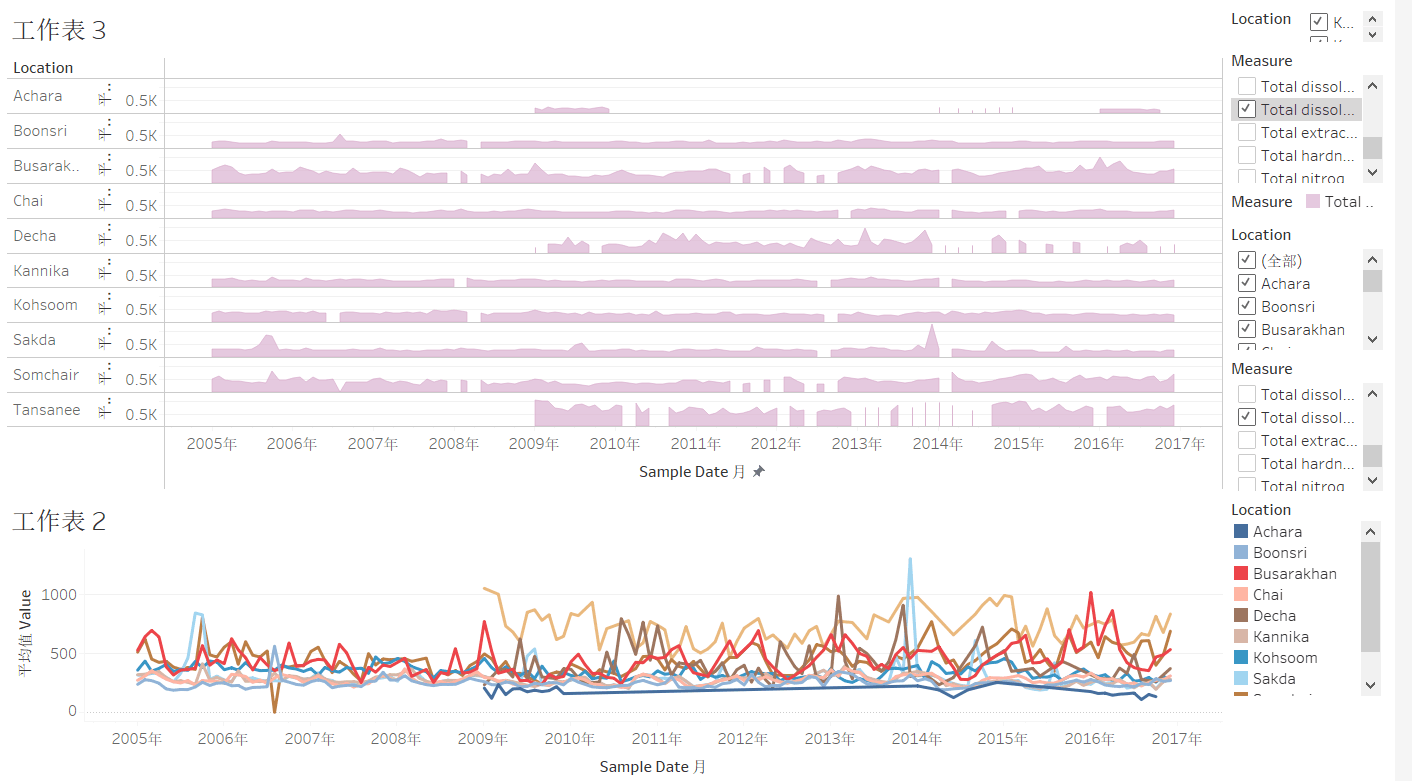 工作表 3
Location
Achara
0.5K
Boonsri
0.5K
Busarak..
0.5K
Chai
0.5K
Decha
0.5K
Kannika
0.5K
Kohsoom
0.5K
Sakda
0.5K
Somchair
0.5K
Tansanee
0.5K
2005年 2006年 2007年 2008年 2009年 2010年 2011年 2012年 2013年 2014年 2015年 2016年 2017年
Sample Date 月
工作表 2
平均值 Value
1000
500
0
2005年 2006年 2007年 2008年 2009年 2010年 2011年 2012年 2013年 2014年 2015年 2016年 2017年
Sample Date 月
Location
K...
Measure
Total dissol...
Total dissol...
Total extrac...
Total hardn...
Total nitrog
Measure
Total ..
Location
(全部)
Achara
Boonsri
Busarakhan
Measure
Total dissol...
Total dissol...
Total extrac...
Total hardn...
Total nitrog
Location
Achara
Boonsri
Busarakhan
Chai
Decha
Kannika
Kohsoom
Sakda